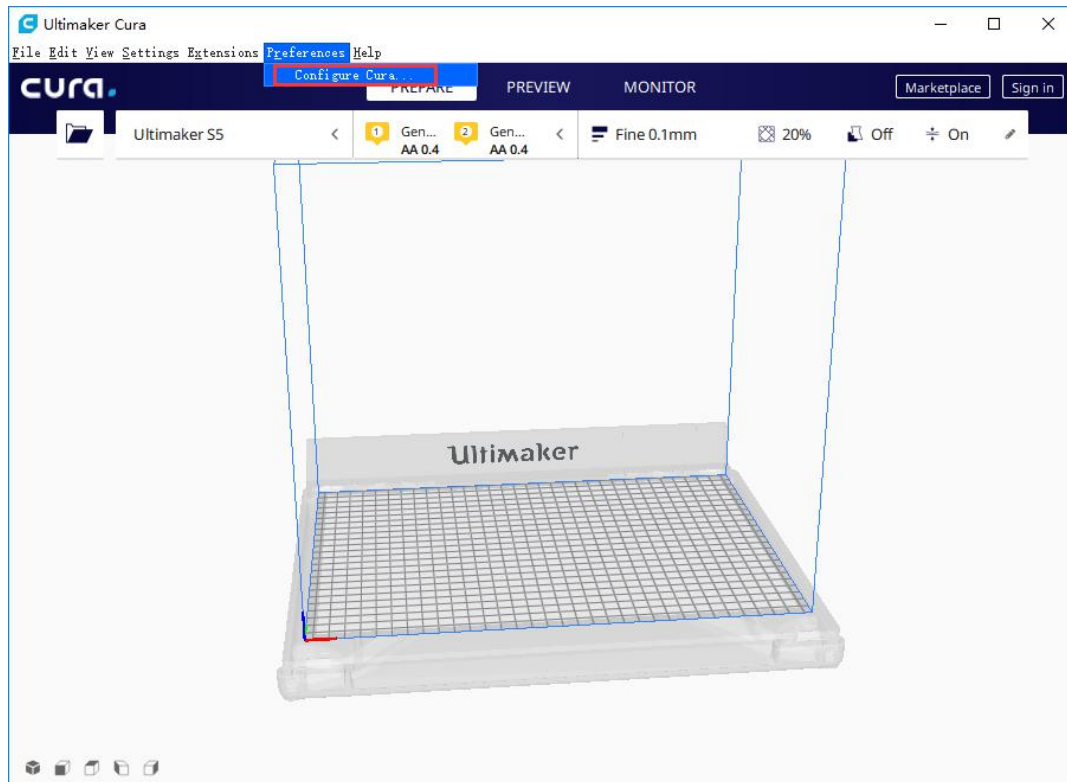 Ultimaker Cura
File Edit View Settings Extensions Preferences Help
Configure Cura...
cura.
PREPARE PREVIEW MONITOR Marketplace Sign in
Ultimaker S5 1 Gen... AA 0.4 2 Gen... AA 0.4 Fine 0.1mm 20% Off On
Ultimaker